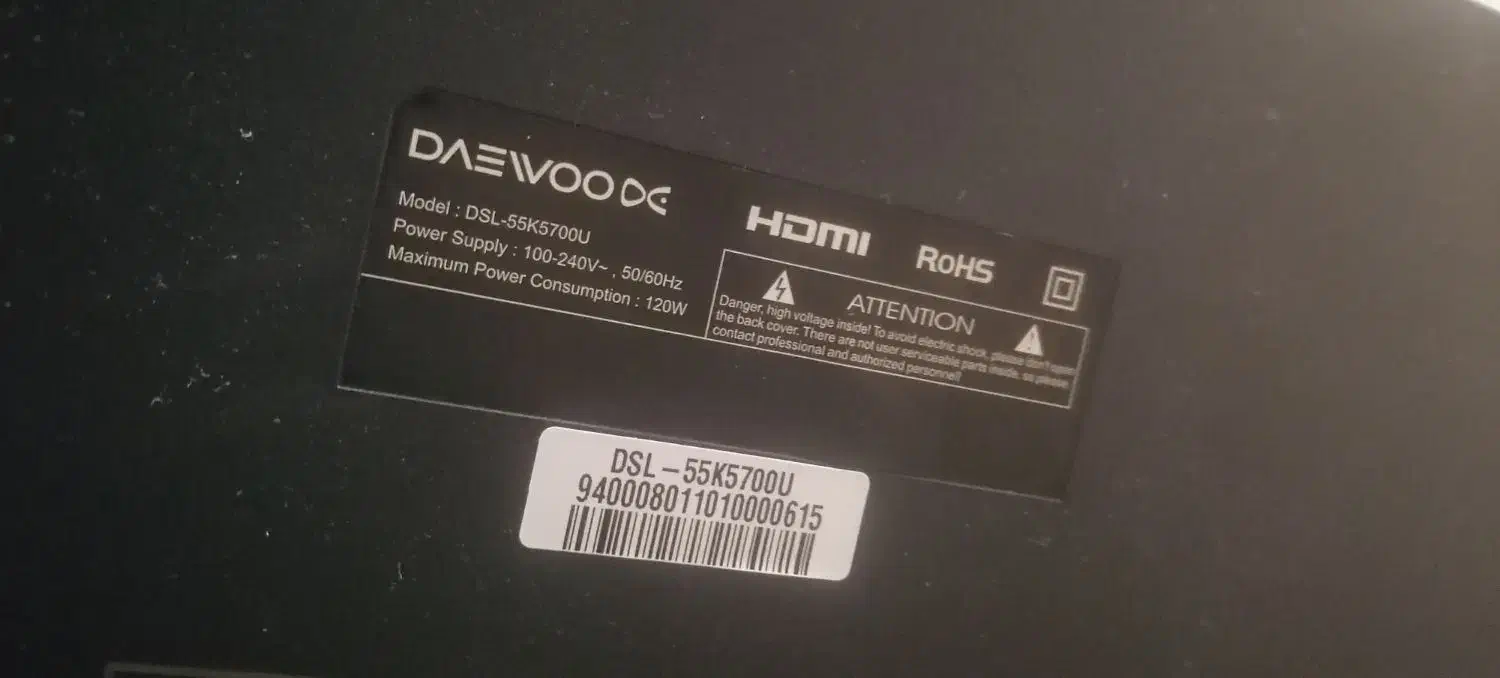 DAEWOO DE
Model : DSL-55K5700U
Power Supply : 100-240V~ , 50/60Hz
Maximum Power Consumption : 120W
HDMI
RoHS
ATTENTION
Danger, high voltage inside! To avoid electric shock, please don't open
the back cover. There are not user serviceable parts inside, so please
contact professional and authorized personnel!
DSL-55K5700U
940008011010000615